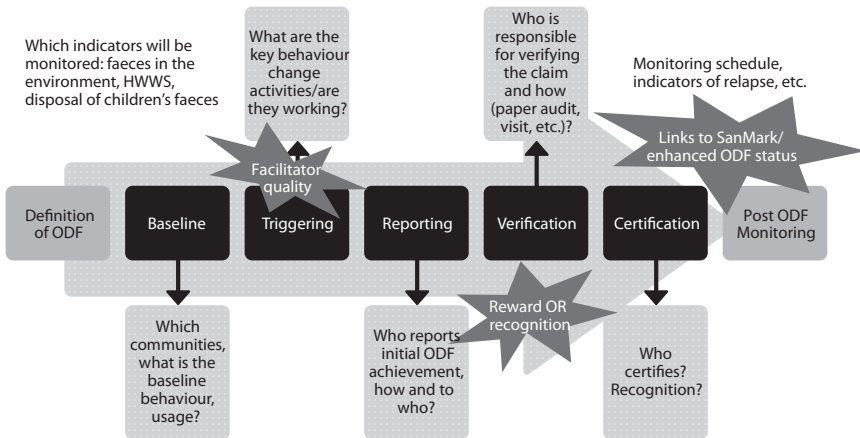 Which indicators will be
monitored: faeces in the
environment, HWWS,
disposal of children’s faeces
What are the
key behaviour
change activities/are
they working?
Who is
responsible
for verifying
the claim
and how
(paper audit,
visit, etc.)?
Monitoring schedule,
indicators of relapse, etc.
Facilitator
quality
Links to SanMark/
enhanced ODF status
Definition
of ODF
Baseline
Triggering
Reporting
Verification
Certification
Post ODF
Monitoring
Reward OR
recognition
Which
communities,
what is the
baseline
behaviour,
usage?
Who reports
initial ODF
achievement,
how and to
who?
Who
certifies?
Recognition?